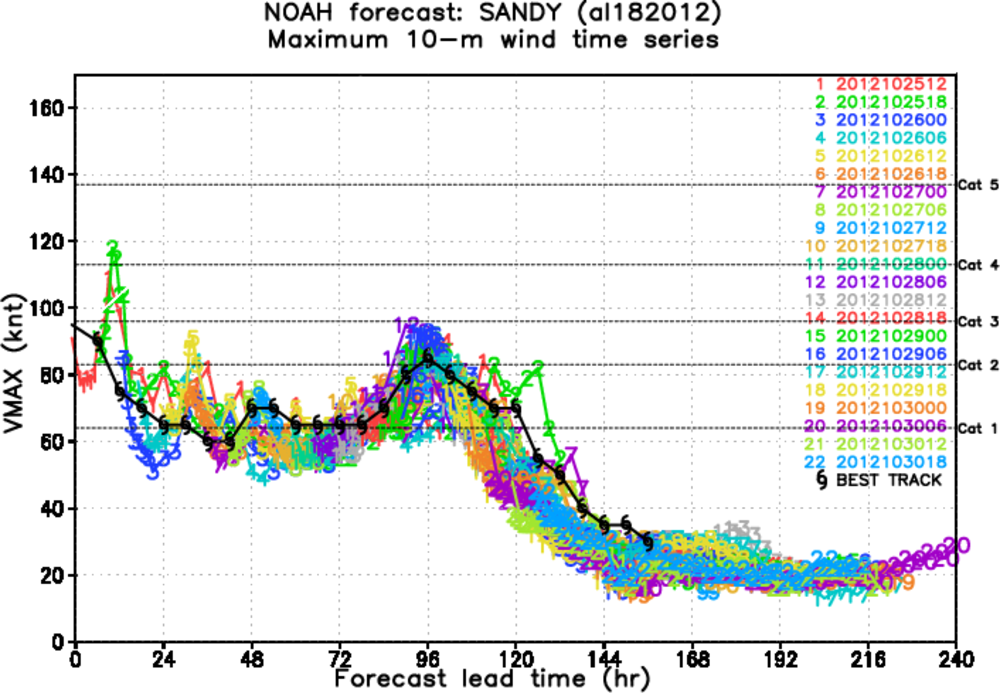 NOAH forecast: SANDY (al182012)
Maximum 10-m wind time series
VMAX (knt)
160
140
120
100
80
60
40
20
0
1 2012102512
2 2012102518
3 2012102600
4 2012102606
5 2012102612
6 2012102618
7 2012102700
8 2012102706
9 2012102712
10 2012102718
11 2012102800
12 2012102806
13 2012102812
14 2012102818
15 2012102900
16 2012102906
17 2012102912
18 2012102918
19 2012103000
20 2012103006
21 2012103012
22 2012103018
BEST TRACK
Cat 5
Cat 4
Cat 3
Cat 2
Cat 1
0 24 48 72 96 120 144 168 192 216 240
Forecast lead time (hr)